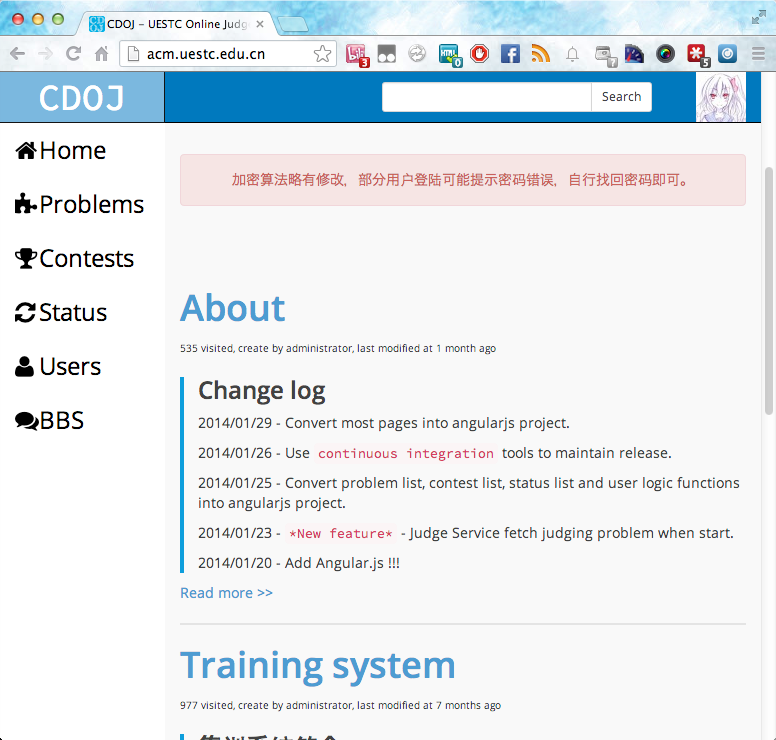 CDOJ – UESTC Online Judg
acm.uestc.edu.cn
3
0
7
5
CDOJ
Search
Home
Problems
Contests
Status
Users
BBS
加密算法略有修改，部分用户登陆可能提示密码错误，自行找回密码即可。
About
535 visited, create by administrator, last modified at 1 month ago
Change log
2014/01/29 - Convert most pages into angularjs project.
2014/01/26 - Use continuous integration tools to maintain release.
2014/01/25 - Convert problem list, contest list, status list and user logic functions
into angularjs project.
2014/01/23 - *New feature* - Judge Service fetch judging problem when start.
2014/01/20 - Add Angular.js !!!
Read more >>
Training system
977 visited, create by administrator, last modified at 7 months ago